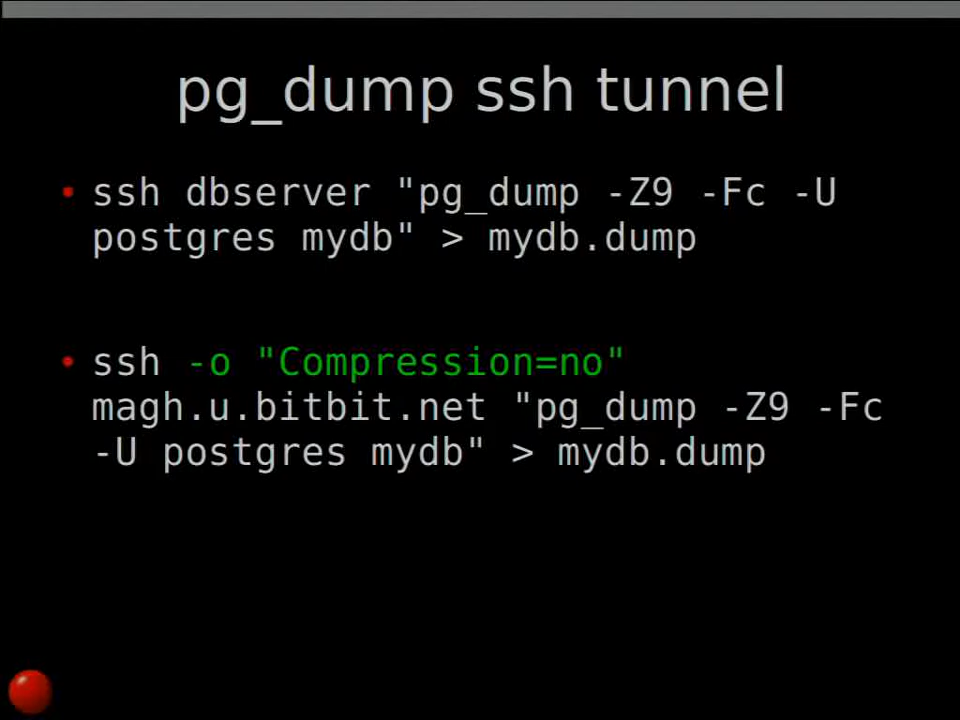 pg_dump ssh tunnel
ssh dbserver "pg_dump -Z9 -Fc -U
postgres mydb" > mydb.dump
ssh -o "Compression=no"
magh.u.bitbit.net "pg_dump -Z9 -Fc
-U postgres mydb" > mydb.dump